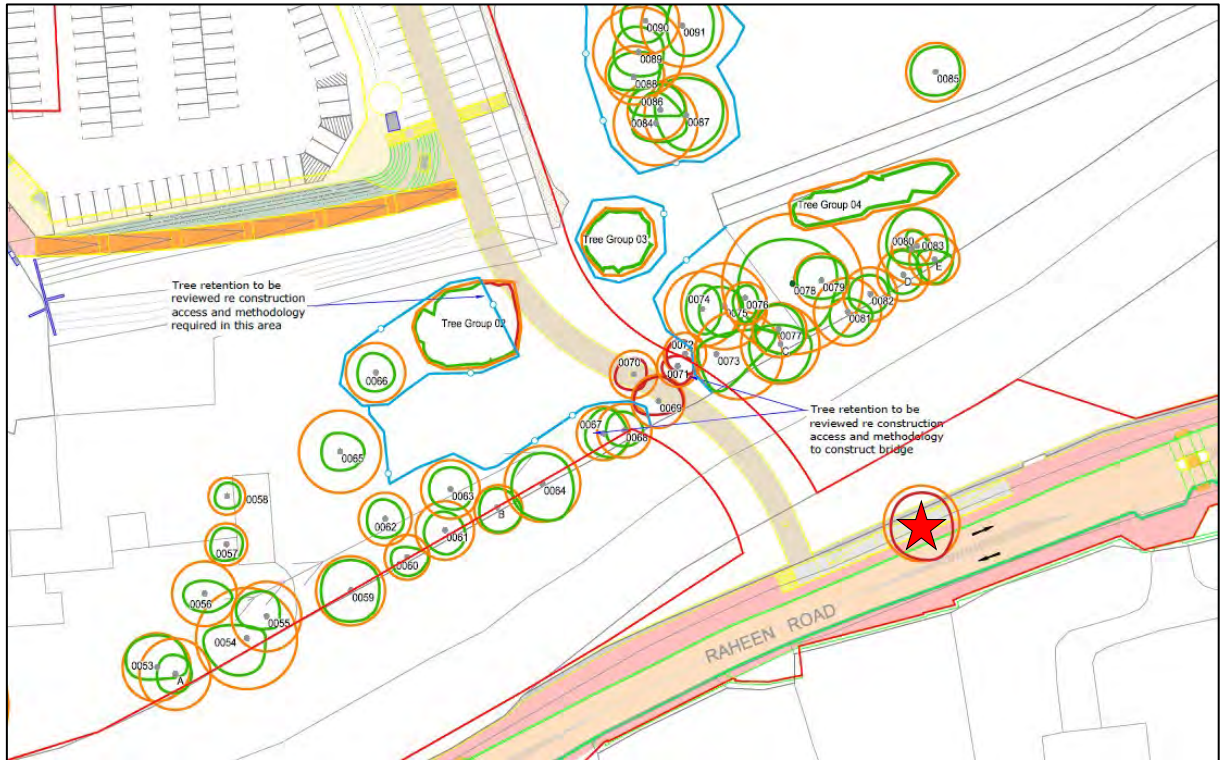 0090
0091
0089
0088
0085
0086
0084
0087
Tree Group 04
Tree Group 03
0080
0083
E
D
Tree retention to be
reviewed re construction
access and methodology
required in this area
0078
0079
0074
0076
0075
0082
0081
Tree Group 02
0077
C
0072
0073
0070
0071
0066
0069
Tree retention to be
reviewed re construction
access and methodology
to construct bridge
0067
0068
0065
0064
0063
0058
B
0062
0061
0057
0060
0059
0056
0055
0054
RAHEEN ROAD
0053
A